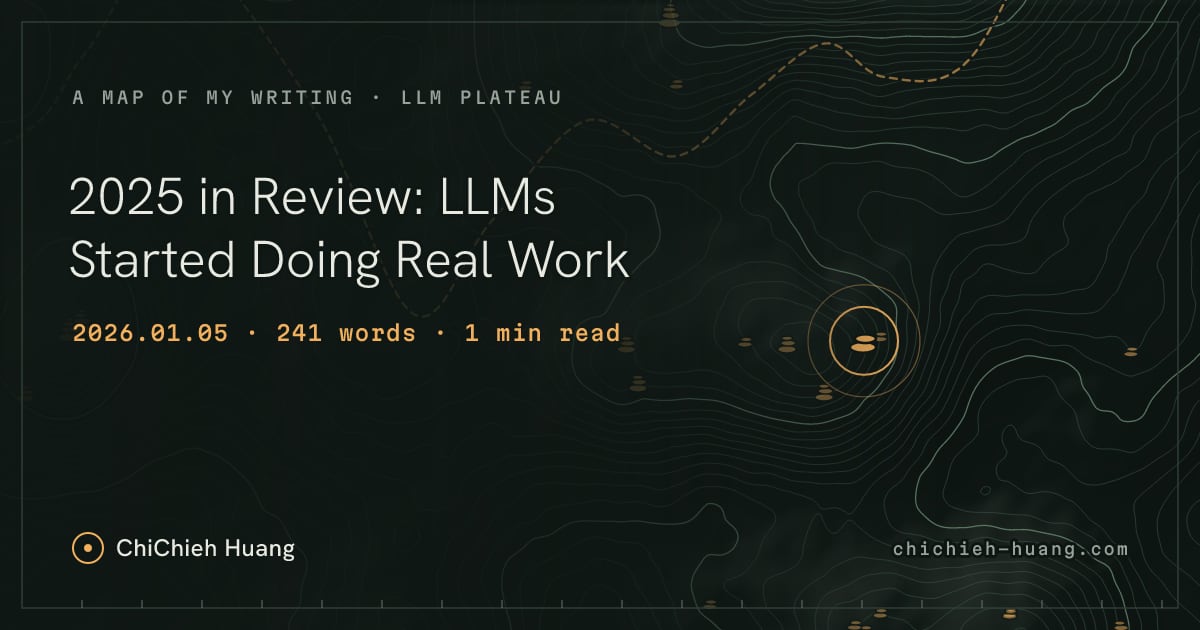 A MAP OF MY WRITING · LLM PLATEAU
2025 in Review: LLMs
Started Doing Real Work
2026.01.05 · 241 words · 1 min read
ChiChieh Huang
chichieh-huang.com